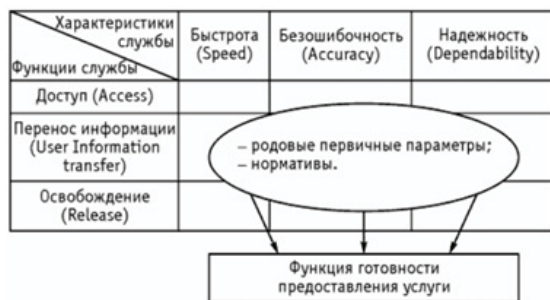 Характеристики
службы
Функции службы
Быстрота
(Speed)
Безошибочность
(Accuracy)
Надежность
(Dependability)
Доступ (Access)
Перенос информации
(User Information
transfer)
– родовые первичные параметры;
– нормативы.
Освобождение
(Release)
Функция готовности
предоставления услуги